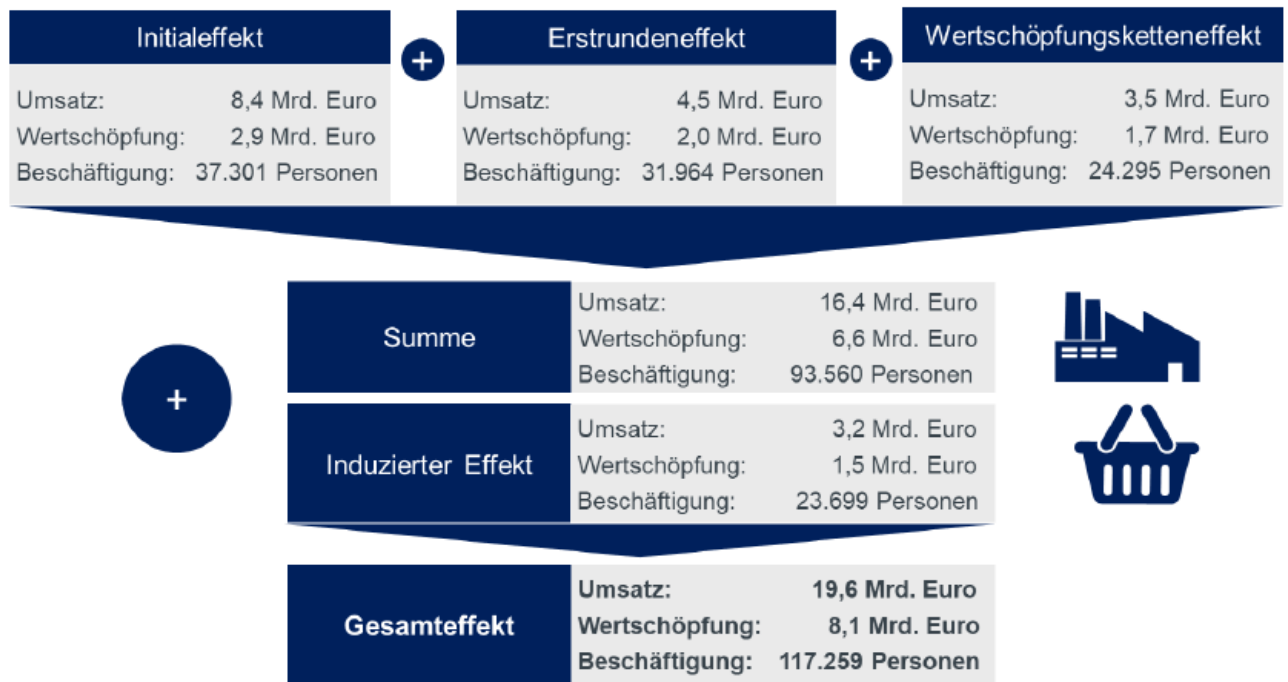 Initialeffekt
Umsatz: 8,4 Mrd. Euro
Wertschöpfung: 2,9 Mrd. Euro
Beschäftigung: 37.301 Personen
+
Erstrundeneffekt
Umsatz: 4,5 Mrd. Euro
Wertschöpfung: 2,0 Mrd. Euro
Beschäftigung: 31.964 Personen
+
Wertschöpfungsketteneffekt
Umsatz: 3,5 Mrd. Euro
Wertschöpfung: 1,7 Mrd. Euro
Beschäftigung: 24.295 Personen
Summe
Umsatz: 16,4 Mrd. Euro
Wertschöpfung: 6,6 Mrd. Euro
Beschäftigung: 93.560 Personen
+
Induzierter Effekt
Umsatz: 3,2 Mrd. Euro
Wertschöpfung: 1,5 Mrd. Euro
Beschäftigung: 23.699 Personen
Gesamteffekt
Umsatz: 19,6 Mrd. Euro
Wertschöpfung: 8,1 Mrd. Euro
Beschäftigung: 117.259 Personen